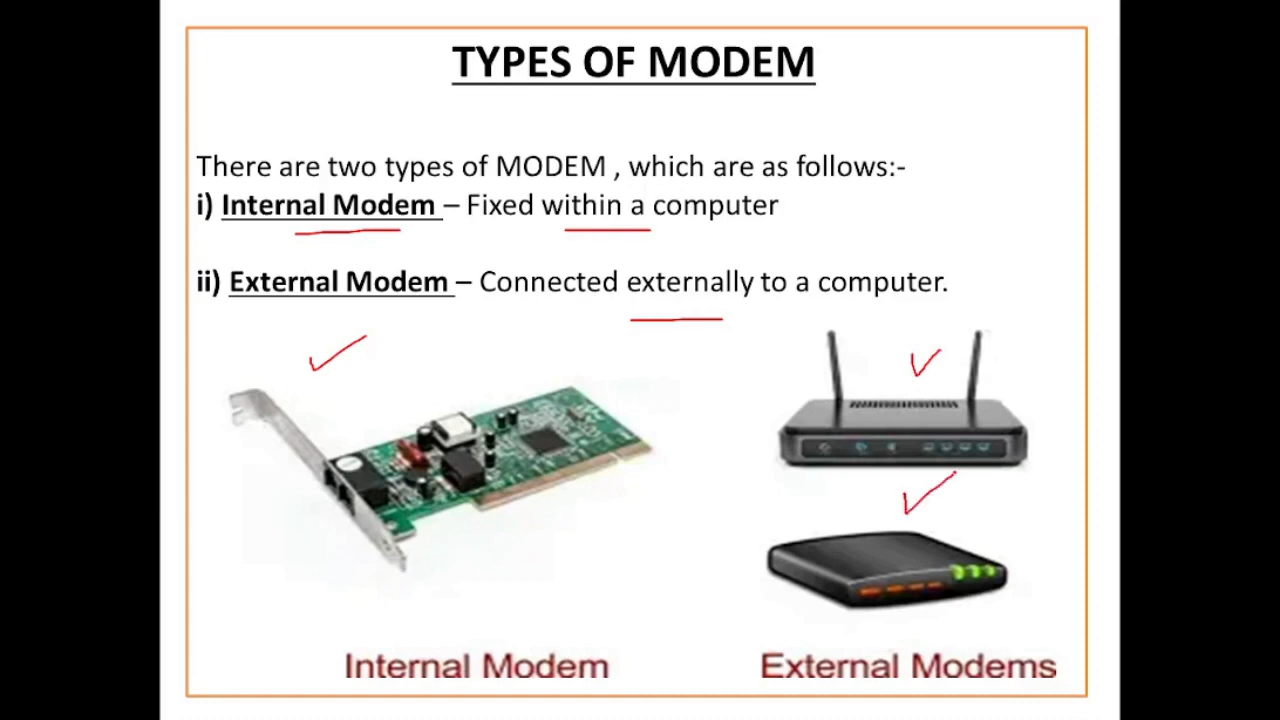 TYPES OF MODEM
There are two types of MODEM , which are as follows:-
i) Internal Modem – Fixed within a computer
ii) External Modem – Connected externally to a computer.
Internal Modem
External Modems